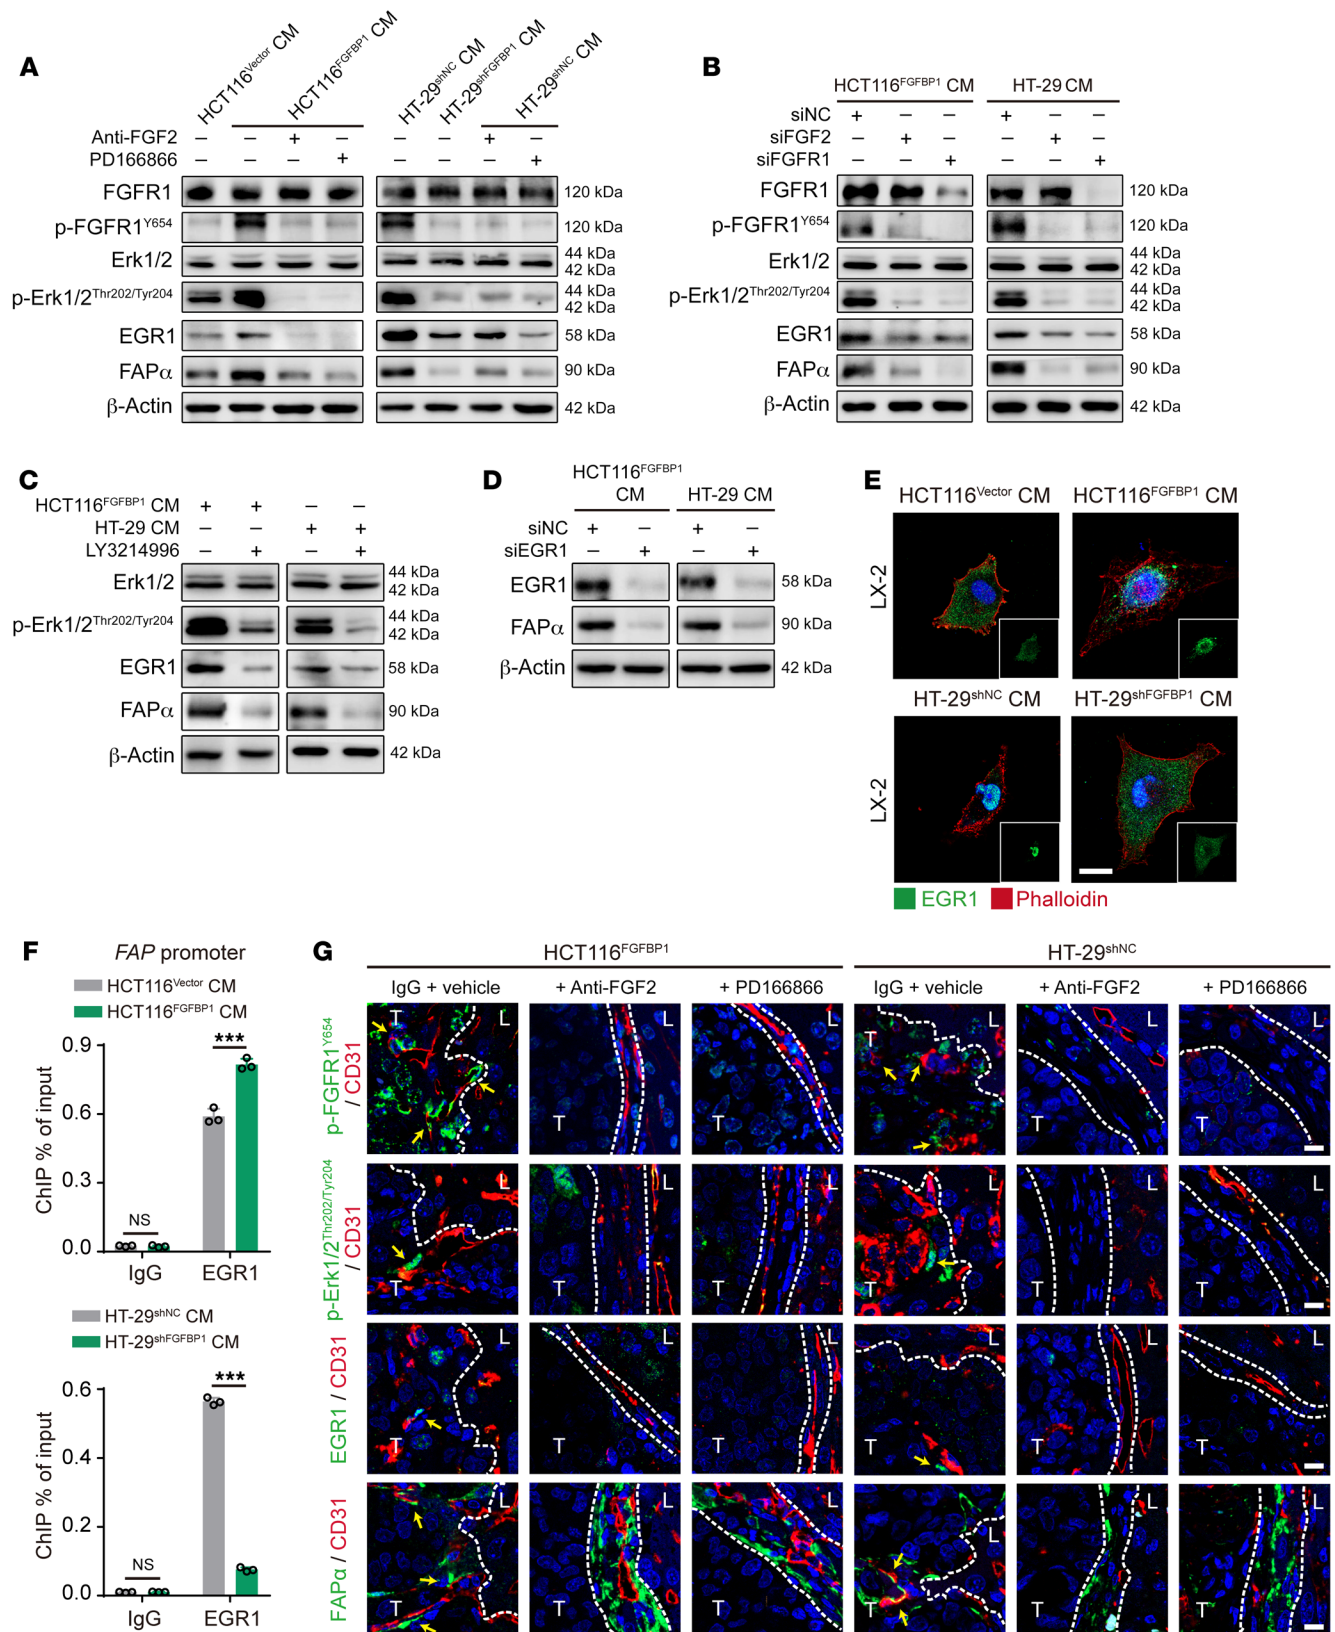 A
HCT116Vector CM
HCT116FGFBP1 CM
HT-29shNC CM
HT-29shFGFBP1 CM
HT-29shNC CM
Anti-FGF2 – – + – – – + –
PD166866 – – – + – – – +
FGFR1 120 kDa
p-FGFR1Y654 120 kDa
Erk1/2 44 kDa
42 kDa
p-Erk1/2Thr202/Tyr204 44 kDa
42 kDa
EGR1 58 kDa
FAPα 90 kDa
β-Actin 42 kDa
B
HCT116FGFBP1 CM HT-29 CM
siNC + – – + – –
siFGF2 – + – – + –
siFGFR1 – – + – – +
FGFR1 120 kDa
p-FGFR1Y654 120 kDa
Erk1/2 44 kDa
42 kDa
p-Erk1/2Thr202/Tyr204 44 kDa
42 kDa
EGR1 58 kDa
FAPα 90 kDa
β-Actin 42 kDa
C
HCT116FGFBP1 CM + + – –
HT-29 CM – – + +
LY3214996 – + – +
Erk1/2 44 kDa
42 kDa
p-Erk1/2Thr202/Tyr204 44 kDa
42 kDa
EGR1 58 kDa
FAPα 90 kDa
β-Actin 42 kDa
D
HCT116FGFBP1
CM HT-29 CM
siNC + – + –
siEGR1 – + – +
EGR1 58 kDa
FAPα 90 kDa
β-Actin 42 kDa
E
HCT116Vector CM HCT116FGFBP1 CM
LX-2
HT-29shNC CM HT-29shFGFBP1 CM
LX-2
EGR1 Phalloidin
F
FAP promoter
HCT116Vector CM
HCT116FGFBP1 CM
ChIP % of input
0.9
0.6
0.3
0.0
NS
***
IgG EGR1
HT-29shNC CM
HT-29shFGFBP1 CM
ChIP % of input
0.6
0.4
0.2
0.0
NS
***
IgG EGR1
G
HCT116FGFBP1 HT-29shNC
IgG + vehicle + Anti-FGF2 + PD166866 IgG + vehicle + Anti-FGF2 + PD166866
p-FGFR1Y654
/ CD31
T L T L T L T L T L T L
p-Erk1/2Thr202/Tyr204
/ CD31
T L T L T L T L T L T L
EGR1 / CD31
T L T L T L T L T L T L
FAPα / CD31
T L T L T L T L T L T L